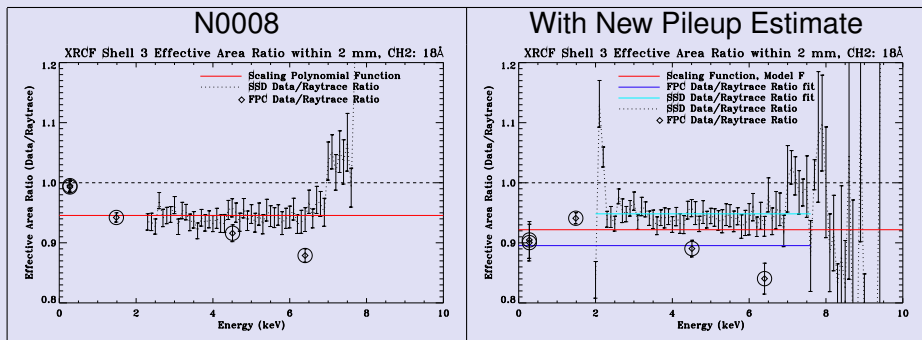 N0008
XRCF Shell 3 Effective Area Ratio within 2 mm, CH2: 18Å
Scaling Polynomial Function
SSD Data/Raytrace Ratio
FPC Data/Raytrace Ratio
Effective Area Ratio (Data/Raytrace)
1.2
1.1
1.0
0.9
0.8
0 2 4 6 8 10
Energy (keV)
With New Pileup Estimate
XRCF Shell 3 Effective Area Ratio within 2 mm, CH2: 18Å
Scaling Function, Model F
FPC Data/Raytrace Ratio fit
SSD Data/Raytrace Ratio fit
SSD Data/Raytrace Ratio
FPC Data/Raytrace Ratio
Effective Area Ratio (Data/Raytrace)
1.2
1.1
1.0
0.9
0.8
0 2 4 6 8 10
Energy (keV)